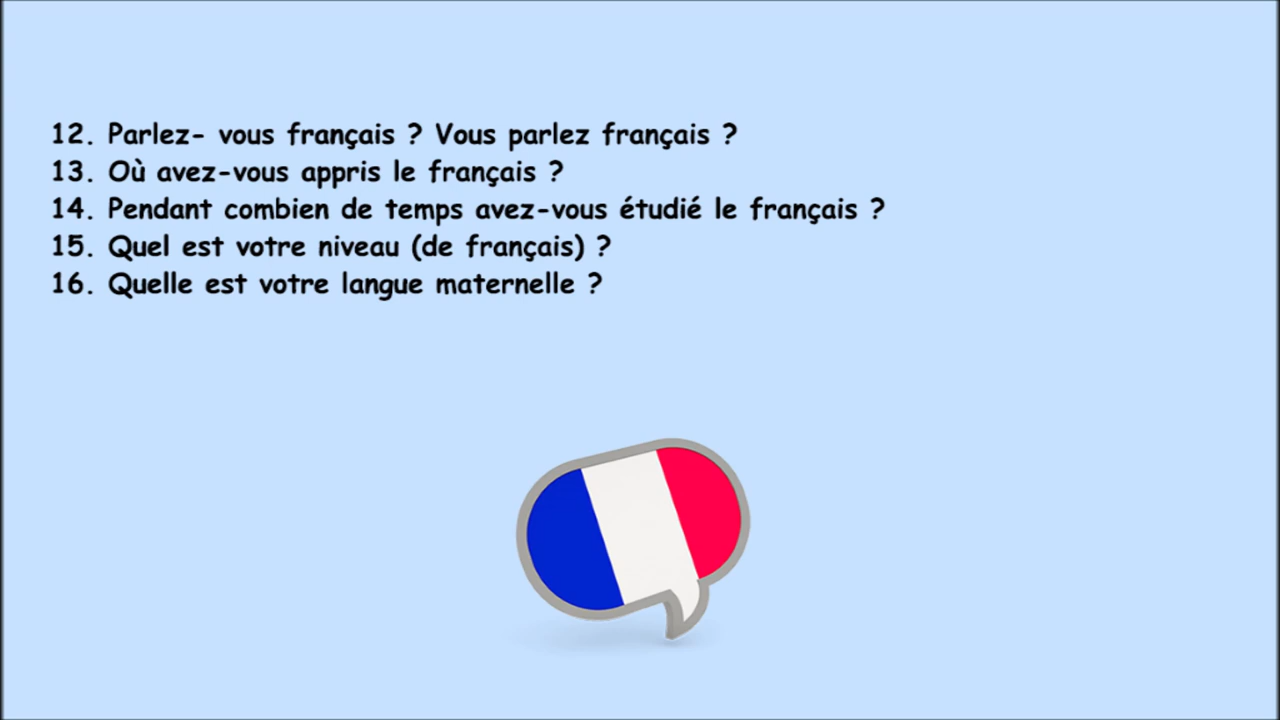 12. Parlez- vous français ? Vous parlez français ?
13. Où avez-vous appris le français ?
14. Pendant combien de temps avez-vous étudié le français ?
15. Quel est votre niveau (de français) ?
16. Quelle est votre langue maternelle ?